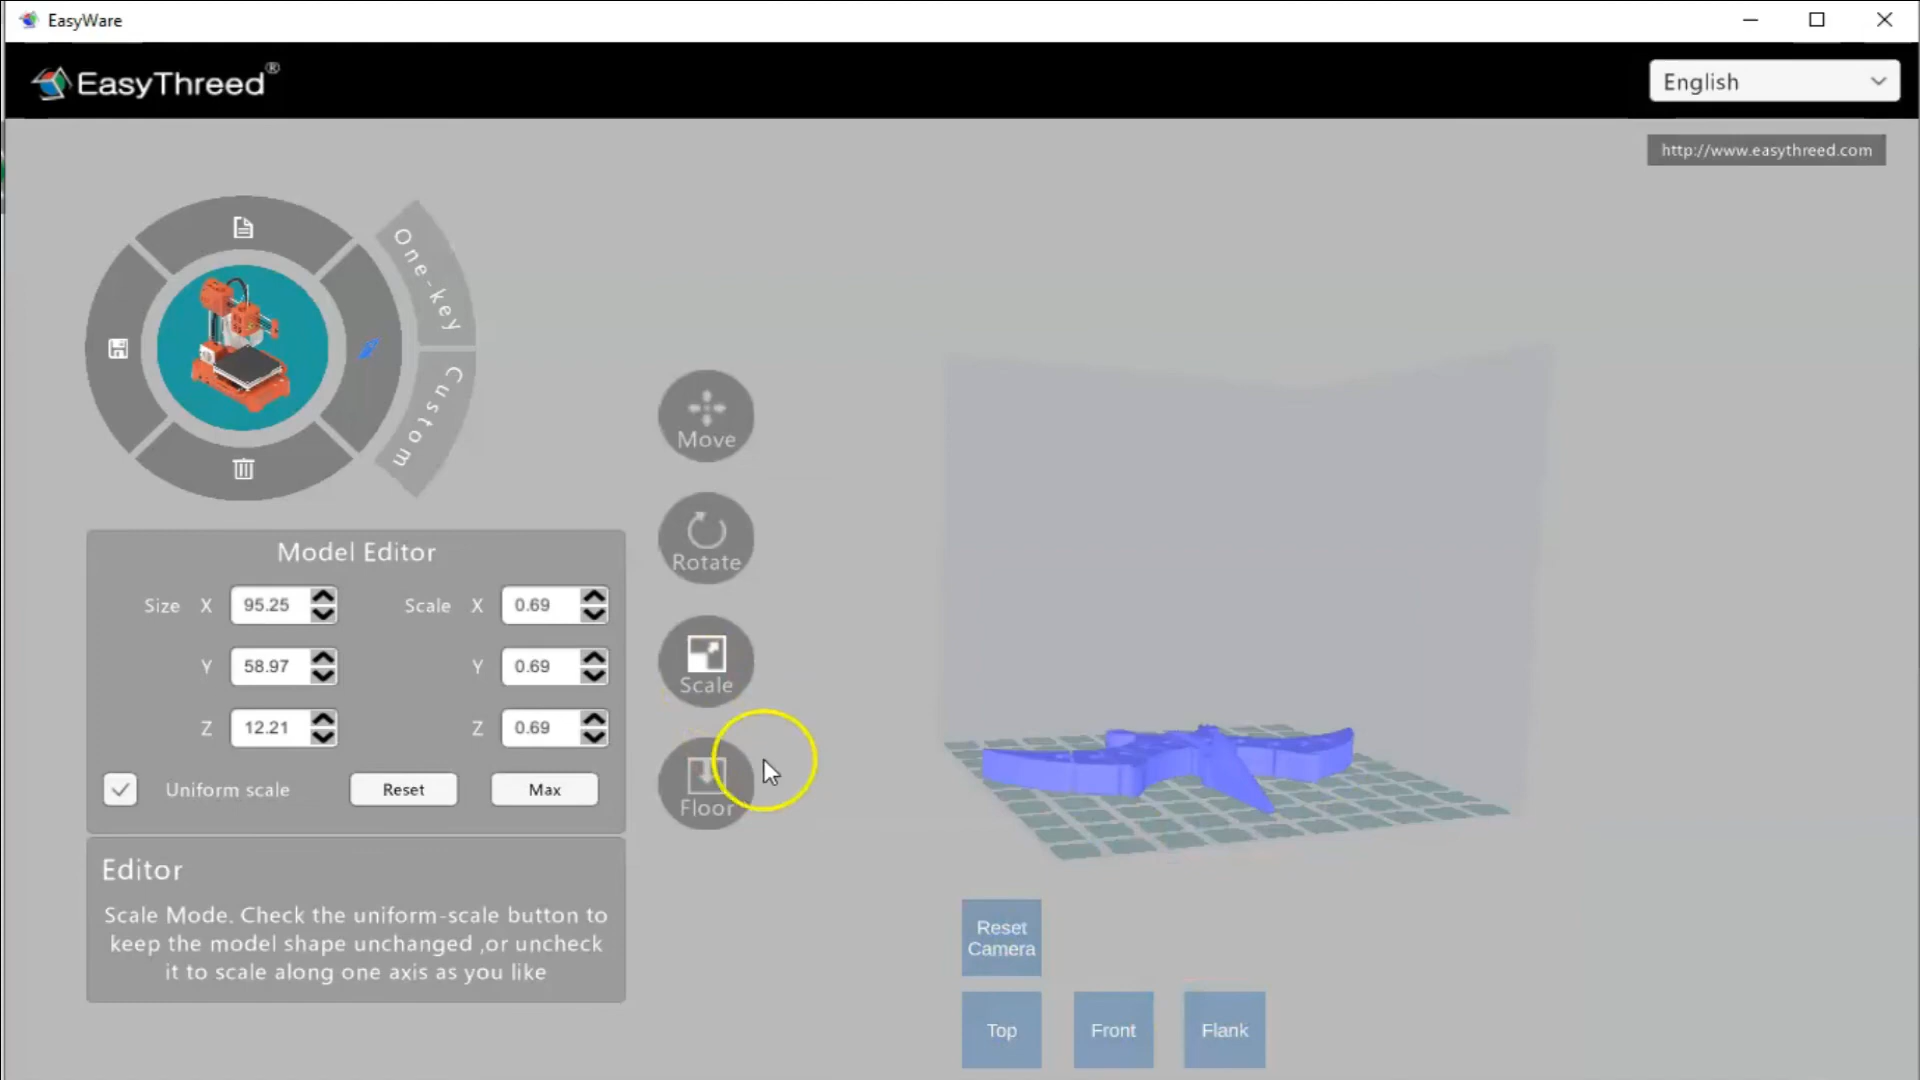 EasyWare
EasyThreed®
English
http://www.easythreed.com
One-key
Custom
Move
Rotate
Scale
Floor
Model Editor
Size X 95.25 Scale X 0.69
Y 58.97 Y 0.69
Z 12.21 Z 0.69
Uniform scale Reset Max
Editor
Scale Mode. Check the uniform-scale button to
keep the model shape unchanged ,or uncheck
it to scale along one axis as you like
Reset
Camera
Top Front Flank